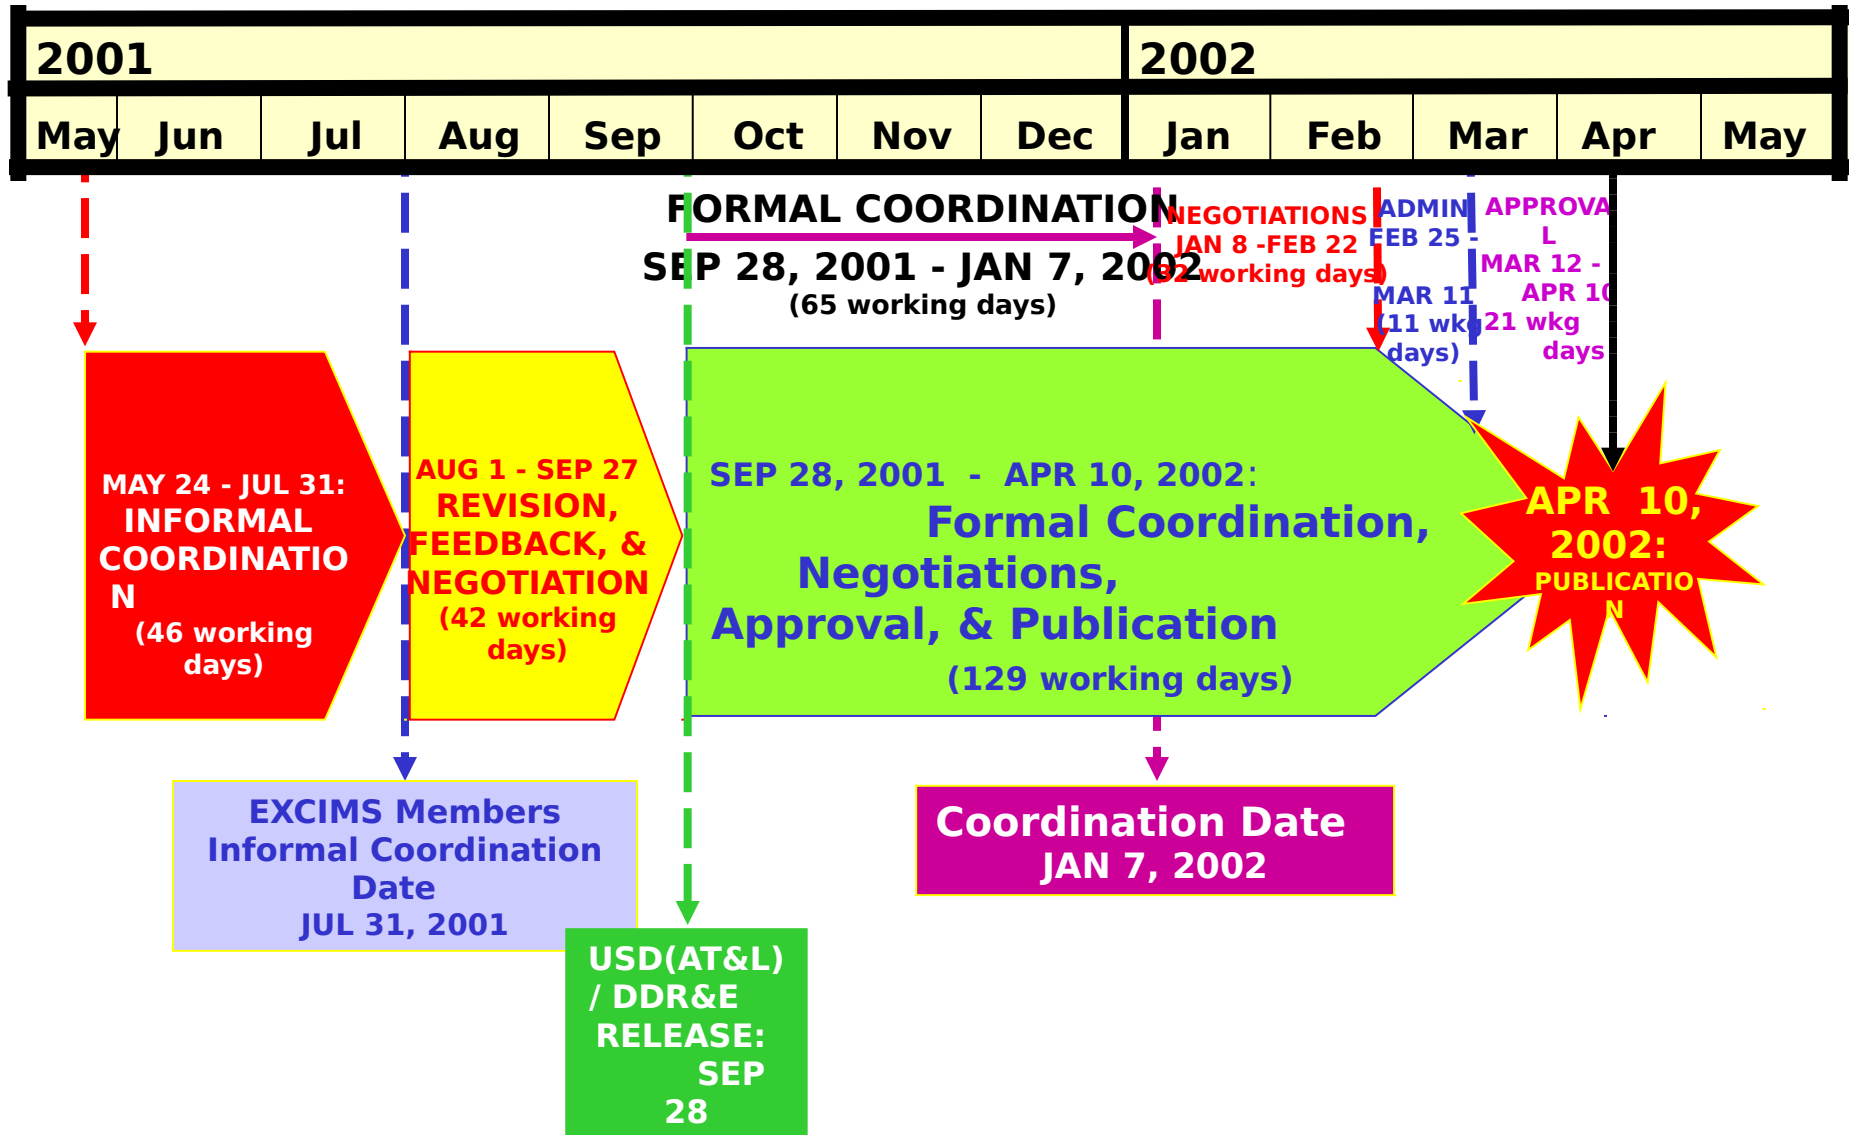 2001
2002
May Jun Jul Aug Sep Oct Nov Dec Jan Feb Mar Apr May
FORMAL COORDINATION
SEP 28, 2001 - JAN 7, 2002
(65 working days)
NEGOTIATIONS
JAN 8 -FEB 22
(32 working days)
ADMIN
FEB 25 -
MAR 11
(11 wkg
days)
APPROVA
L
MAR 12 -
APR 10
21 wkg
days
MAY 24 - JUL 31:
INFORMAL
COORDINATIO
N
(46 working
days)
AUG 1 - SEP 27
REVISION,
FEEDBACK, &
NEGOTIATION
(42 working
days)
SEP 28, 2001 - APR 10, 2002:
Formal Coordination,
Negotiations,
Approval, & Publication
(129 working days)
APR 10,
2002:
PUBLICATIO
N
EXCIMS Members
Informal Coordination
Date
JUL 31, 2001
Coordination Date
JAN 7, 2002
USD(AT&L)
/ DDR&E
RELEASE:
SEP
28